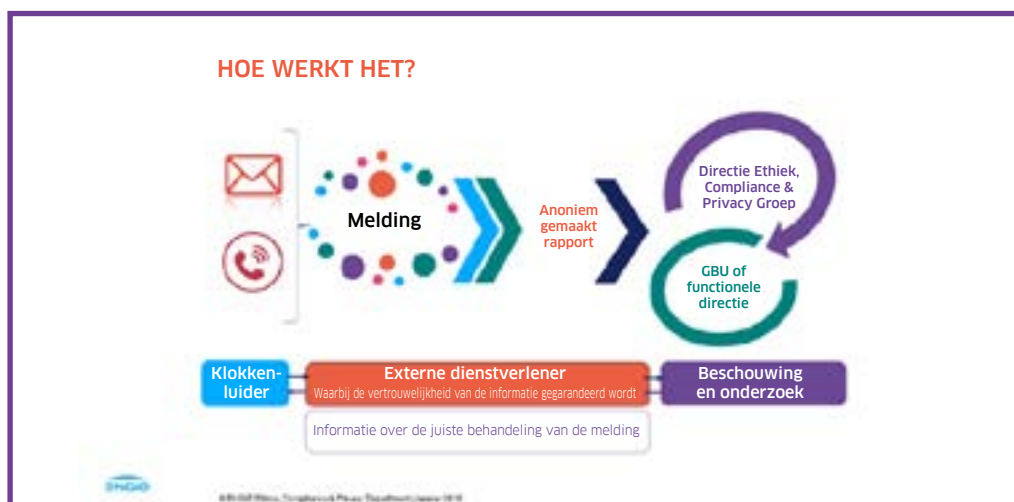 HOE WERKT HET?
Melding
Anoniem
gemaakt
rapport
Directie Ethiek,
Compliance &
Privacy Groep
GBU of
functionele
directie
Klokken-
luider
Externe dienstverlener
Waarbij de vertrouwelijkheid van de informatie gegarandeerd wordt
Beschouwing
en onderzoek
Informatie over de juiste behandeling van de melding
ENGIE